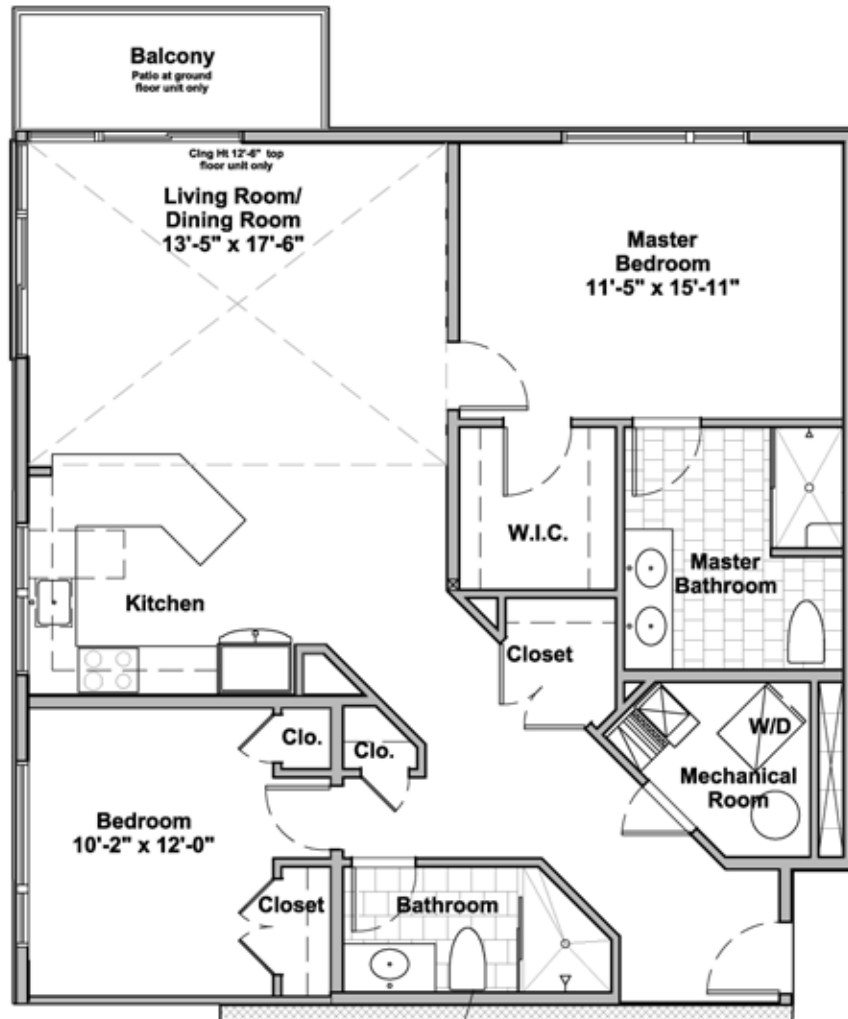 Balcony
Patio at ground
floor unit only
Clng Ht 12'-6" top
floor unit only
Living Room/
Dining Room
13'-5" x 17'-6"
Master
Bedroom
11'-5" x 15'-11"
W.I.C.
Master
Bathroom
Kitchen
Closet
W/D
Mechanical
Room
Clo.
Clo.
Bedroom
10'-2" x 12'-0"
Closet
Bathroom